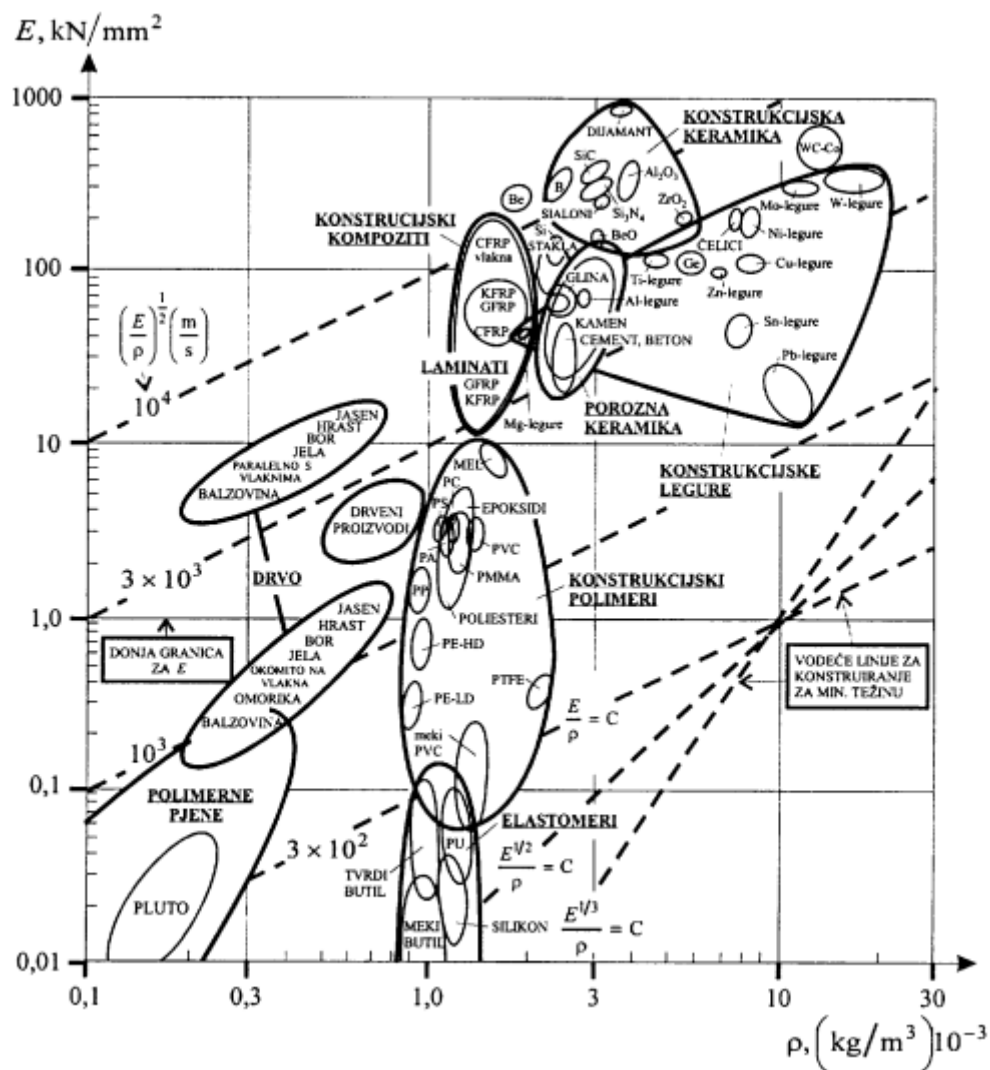 E, kN/mm²
1000
100
10
1,0
0,1
0,01
0,1
0,3
1,0
3
10
30
ρ, (kg/m³)10⁻³
DIJAMANT
KONSTRUKCIJSKA
KERAMIKA
WC-Co
SiC
Al₂O₃
B
Be
SIALONI
Si₃N₄
ZrO₂
Mo-legure
W-legure
KONSTRUCIJSKI
KOMPOZITI
CFRP
vlakna
Si
STAKLA
BeO
ČELICI
Ni-legure
GLINA
Ti-legure
Ge
Cu-legure
Zn-legure
KFRP
GFRP
Al-legure
CFRP
KAMEN
CEMENT, BETON
Sn-legure
LAMINATI
GFRP
KFRP
Pb-legure
Mg-legure
POROZNA
KERAMIKA
(E/ρ)^1/2 (m/s)
10⁴
JASEN
HRAST
BOR
JELA
PARALELNO S
VLAKNIMA
BALZOVINA
MEL
KONSTRUKCIJSKE
LEGURE
DRVENI
PROIZVODI
PC
PS
EPOKSIDI
PA
PVC
PMMA
3 × 10³
DRVO
PP
POLIESTERI
KONSTRUKCIJSKI
POLIMERI
DONJA GRANICA
ZA E
JASEN
HRAST
BOR
JELA
OKOMITO NA
VLAKNA
OMORIKA
BALZOVINA
PE-HD
PTFE
PE-LD
VODEĆE LINIJE ZA
KONSTRUIRANJE
ZA MIN. TEŽINU
E/ρ = C
meki
PVC
10³
POLIMERNE
PJENE
3 × 10²
ELASTOMERI
PU
E^1/2/ρ = C
TVRDI
BUTIL
PLUTO
MEKI
BUTIL
SILIKON
E^1/3/ρ = C